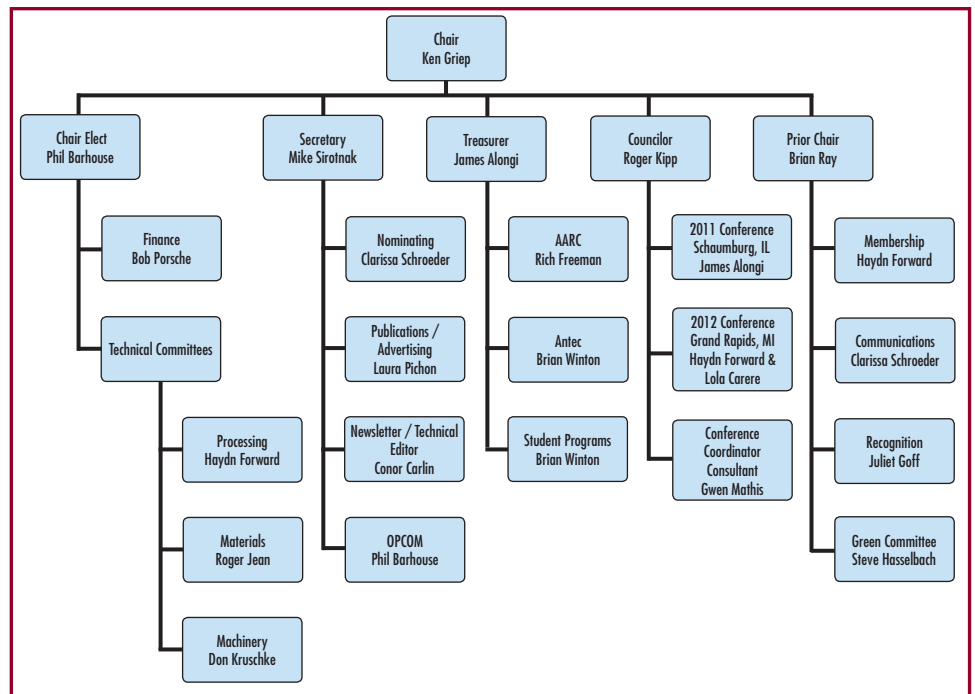 Chair
Ken Griep
Chair Elect
Phil Barhouse
Secretary
Mike Sirotnak
Treasurer
James Alongi
Councilor
Roger Kipp
Prior Chair
Brian Ray
Finance
Bob Porsche
Technical Committees
Processing
Haydn Forward
Materials
Roger Jean
Machinery
Don Kruschke
Nominating
Clarissa Schroeder
Publications /
Advertising
Laura Pichon
Newsletter / Technical
Editor
Conor Carlin
OPCOM
Phil Barhouse
AARC
Rich Freeman
Antec
Brian Winton
Student Programs
Brian Winton
2011 Conference
Schaumburg, IL
James Alongi
2012 Conference
Grand Rapids, MI
Haydn Forward &
Lola Carere
Conference
Coordinator
Consultant
Gwen Mathis
Membership
Haydn Forward
Communications
Clarissa Schroeder
Recognition
Juliet Goff
Green Committee
Steve Hasselbach